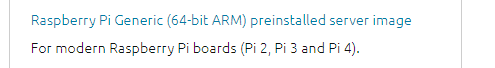 Raspberry Pi Generic (64-bit ARM) preinstalled server image
For modern Raspberry Pi boards (Pi 2, Pi 3 and Pi 4).